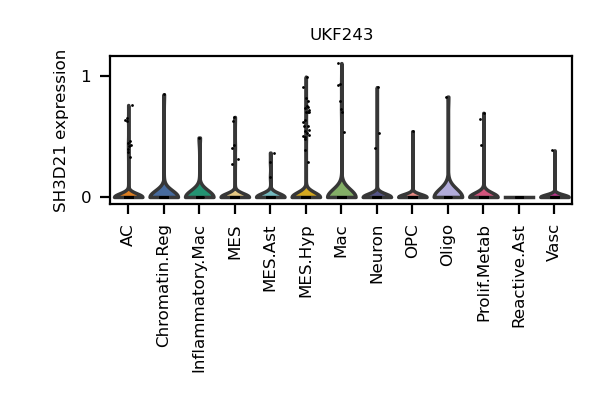 UKF243
SH3D21 expression
1
0
AC
Chromatin.Reg
Inflammatory.Mac
MES
MES.Ast
MES.Hyp
Mac
Neuron
OPC
Oligo
Prolif.Metab
Reactive.Ast
Vasc